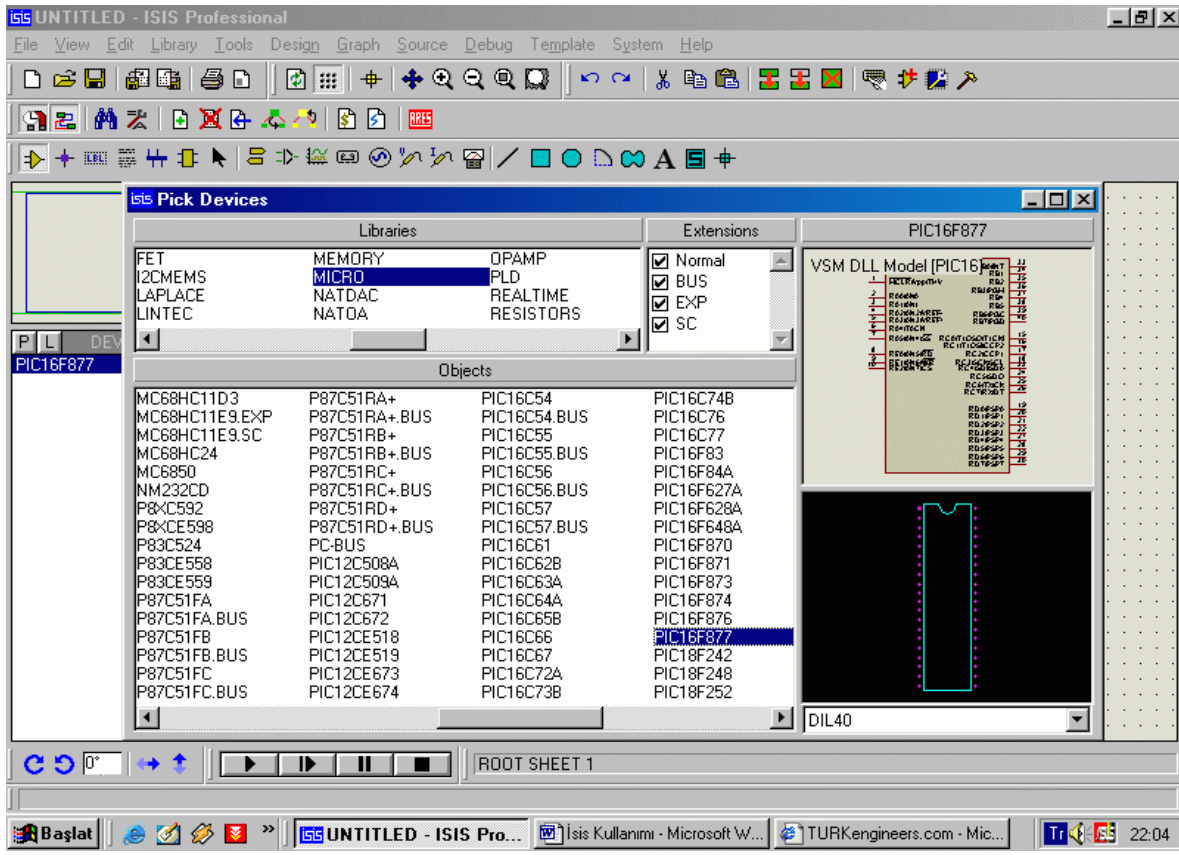 isis UNTITLED - ISIS Professional
File View Edit Library Tools Design Graph Source Debug Template System Help
ARES
LBL
A S
isis Pick Devices
Libraries Extensions PIC16F877
FET MEMORY OPAMP
I2CMEMS MICRO PLD
LAPLACE NATDAC REALTIME
LINTEC NATOA RESISTORS
Normal
BUS
EXP
SC
VSM DLL Model [PIC16]
P L DEV
PIC16F877
Objects
MC68HC11D3 P87C51RA+ PIC16C54 PIC16C74B
MC68HC11E9.EXP P87C51RA+.BUS PIC16C54.BUS PIC16C76
MC68HC11E9.SC P87C51RB+ PIC16C55 PIC16C77
MC68HC24 P87C51RB+.BUS PIC16C55.BUS PIC16F83
MC6850 P87C51RC+ PIC16C56 PIC16F84A
NM232CD P87C51RC+.BUS PIC16C56.BUS PIC16F627A
P8XC592 P87C51RD+ PIC16C57 PIC16F628A
P8XCE598 P87C51RD+.BUS PIC16C57.BUS PIC16F648A
P83C524 PC-BUS PIC16C61 PIC16F870
P83CE558 PIC12C508A PIC16C62B PIC16F871
P83CE559 PIC12C509A PIC16C63A PIC16F873
P87C51FA PIC12C671 PIC16C64A PIC16F874
P87C51FA.BUS PIC12C672 PIC16C65B PIC16F876
P87C51FB PIC12CE518 PIC16C66 PIC16F877
P87C51FB.BUS PIC12CE519 PIC16C67 PIC18F242
P87C51FC PIC12CE673 PIC16C72A PIC18F248
P87C51FC.BUS PIC12CE674 PIC16C73B PIC18F252
DIL40
0°
ROOT SHEET 1
Başlat » isis UNTITLED - ISIS Pro... İsis Kullanımı - Microsoft W... TURKengineers.com - Mic... Tr 22:04